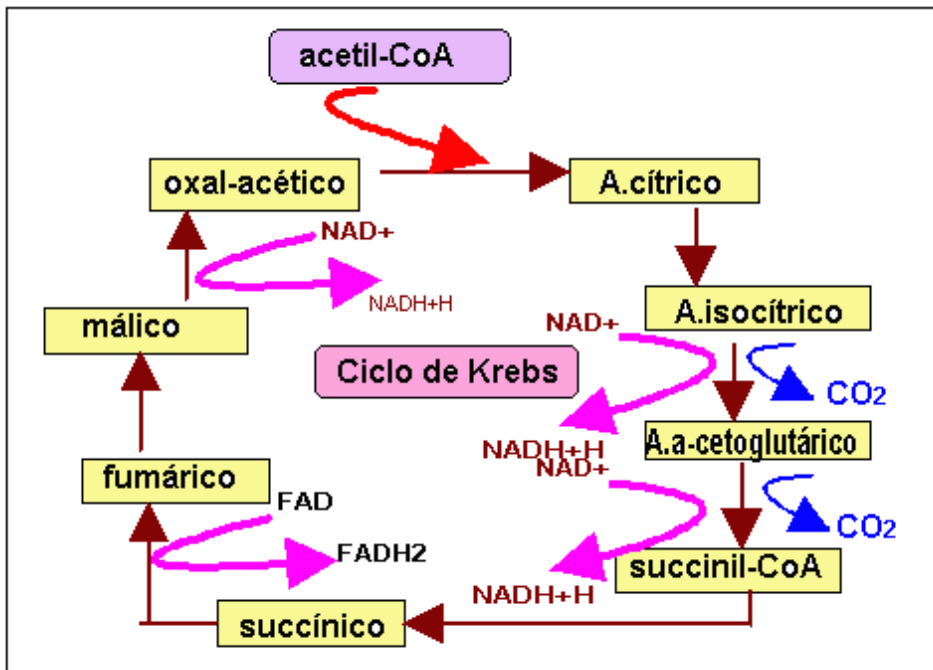 acetil-CoA
oxal-acético
A.cítrico
NAD+
NADH+H
málico
A.isocítrico
NAD+
Ciclo de Krebs
CO2
NADH+H
A.a-cetoglutárico
NAD+
fumárico
FAD
CO2
FADH2
succinil-CoA
NADH+H
succínico